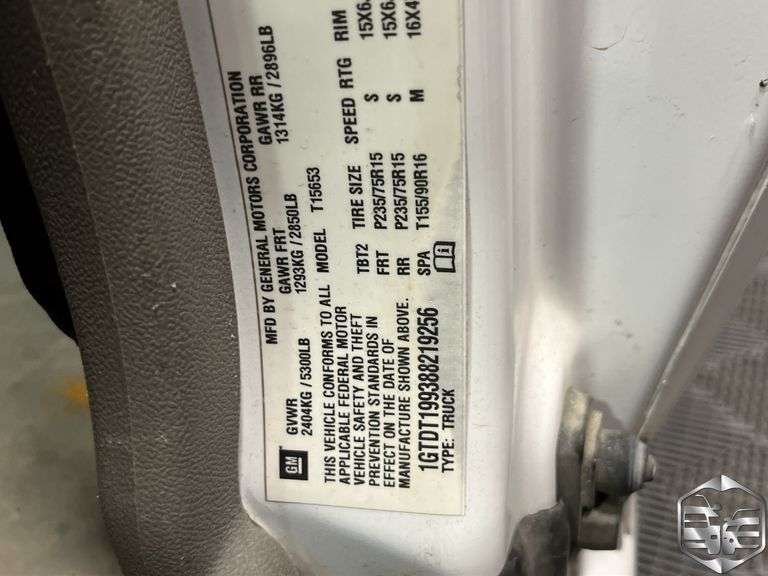 MFD BY GENERAL MOTORS CORPORATION
GVWR GAWR FRT GAWR RR
2404KG/5300LB 1293KG/2850LB 1314KG/2896LB
THIS VEHICLE CONFORMS TO ALL
APPLICABLE FEDERAL MOTOR
VEHICLE SAFETY AND THEFT
PREVENTION STANDARDS IN
EFFECT ON THE DATE OF
MANUFACTURE SHOWN ABOVE.
1GTDT199388219256
TYPE: TRUCK
MODEL T15653
TBT2 TIRE SIZE SPEED RTG RIM
FRT P235/75R15 S 15X6.
RR P235/75R15 S 15X6.
SPA T155/90R16 M 16X4
GM